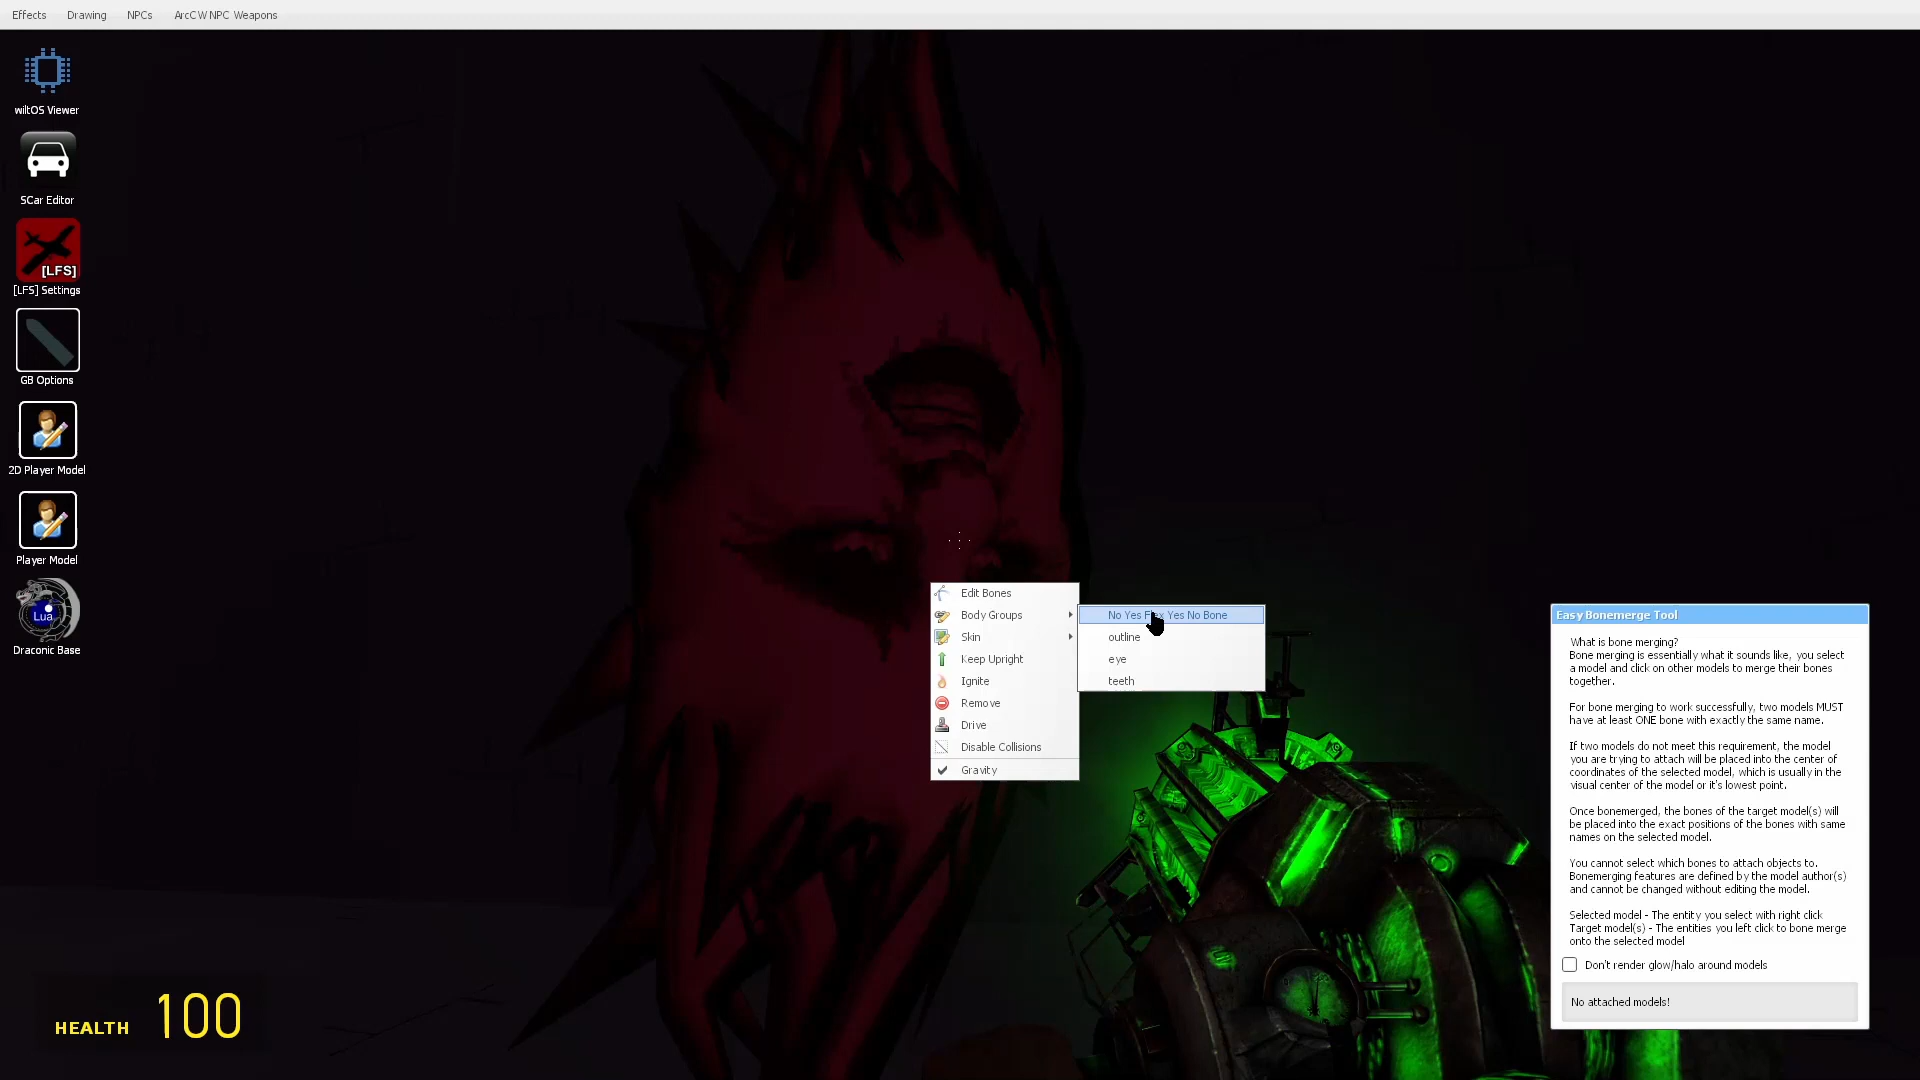 Effects Drawing NPCs ArcCW NPC Weapons
wiltOS Viewer
SCar Editor
[LFS]
[LFS] Settings
GB Options
2D Player Model
Player Model
Lua
Draconic Base
Edit Bones
Body Groups
Skin
Keep Upright
Ignite
Remove
Drive
Disable Collisions
Gravity
No Yes Flex Yes No Bone
outline
eye
teeth
Easy Bonemerge Tool
What is bone merging?
Bone merging is essentially what it sounds like, you select
a model and click on other models to merge their bones
together.
For bone merging to work successfully, two models MUST
have at least ONE bone with exactly the same name.
If two models do not meet this requirement, the model
you are trying to attach will be placed into the center of
coordinates of the selected model, which is usually in the
visual center of the model or it's lowest point.
Once bonemerged, the bones of the target model(s) will
be placed into the exact positions of the bones with same
names on the selected model.
You cannot select which bones to attach objects to.
Bonemerging features are defined by the model author(s)
and cannot be changed without editing the model.
Selected model - The entity you select with right click
Target model(s) - The entities you left click to bone merge
onto the selected model
Don't render glow/halo around models
No attached models!
HEALTH 100